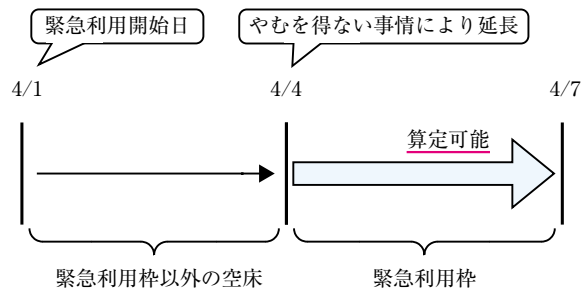 緊急利用開始日
やむを得ない事情により延長
4/1
4/4
4/7
算定可能
緊急利用枠以外の空床
緊急利用枠